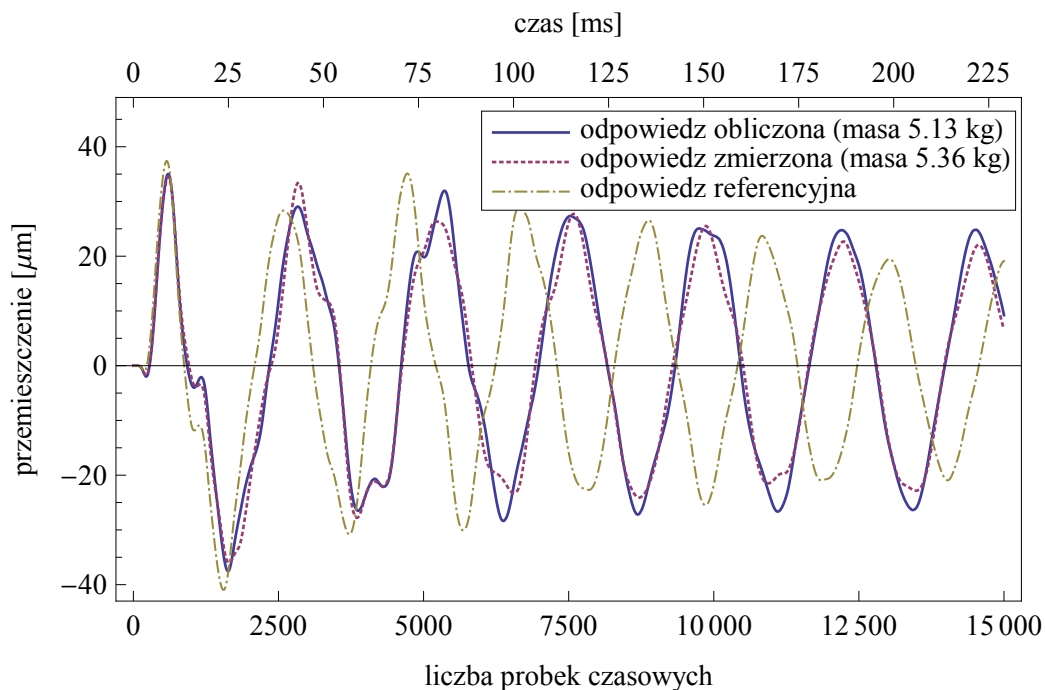 czas [ms]
0 25 50 75 100 125 150 175 200 225
odpowiedz obliczona (masa 5.13 kg)
odpowiedz zmierzona (masa 5.36 kg)
odpowiedz referencyjna
przemieszczenie [μm]
40
20
0
−20
−40
0 2500 5000 7500 10 000 12 500 15 000
liczba probek czasowych